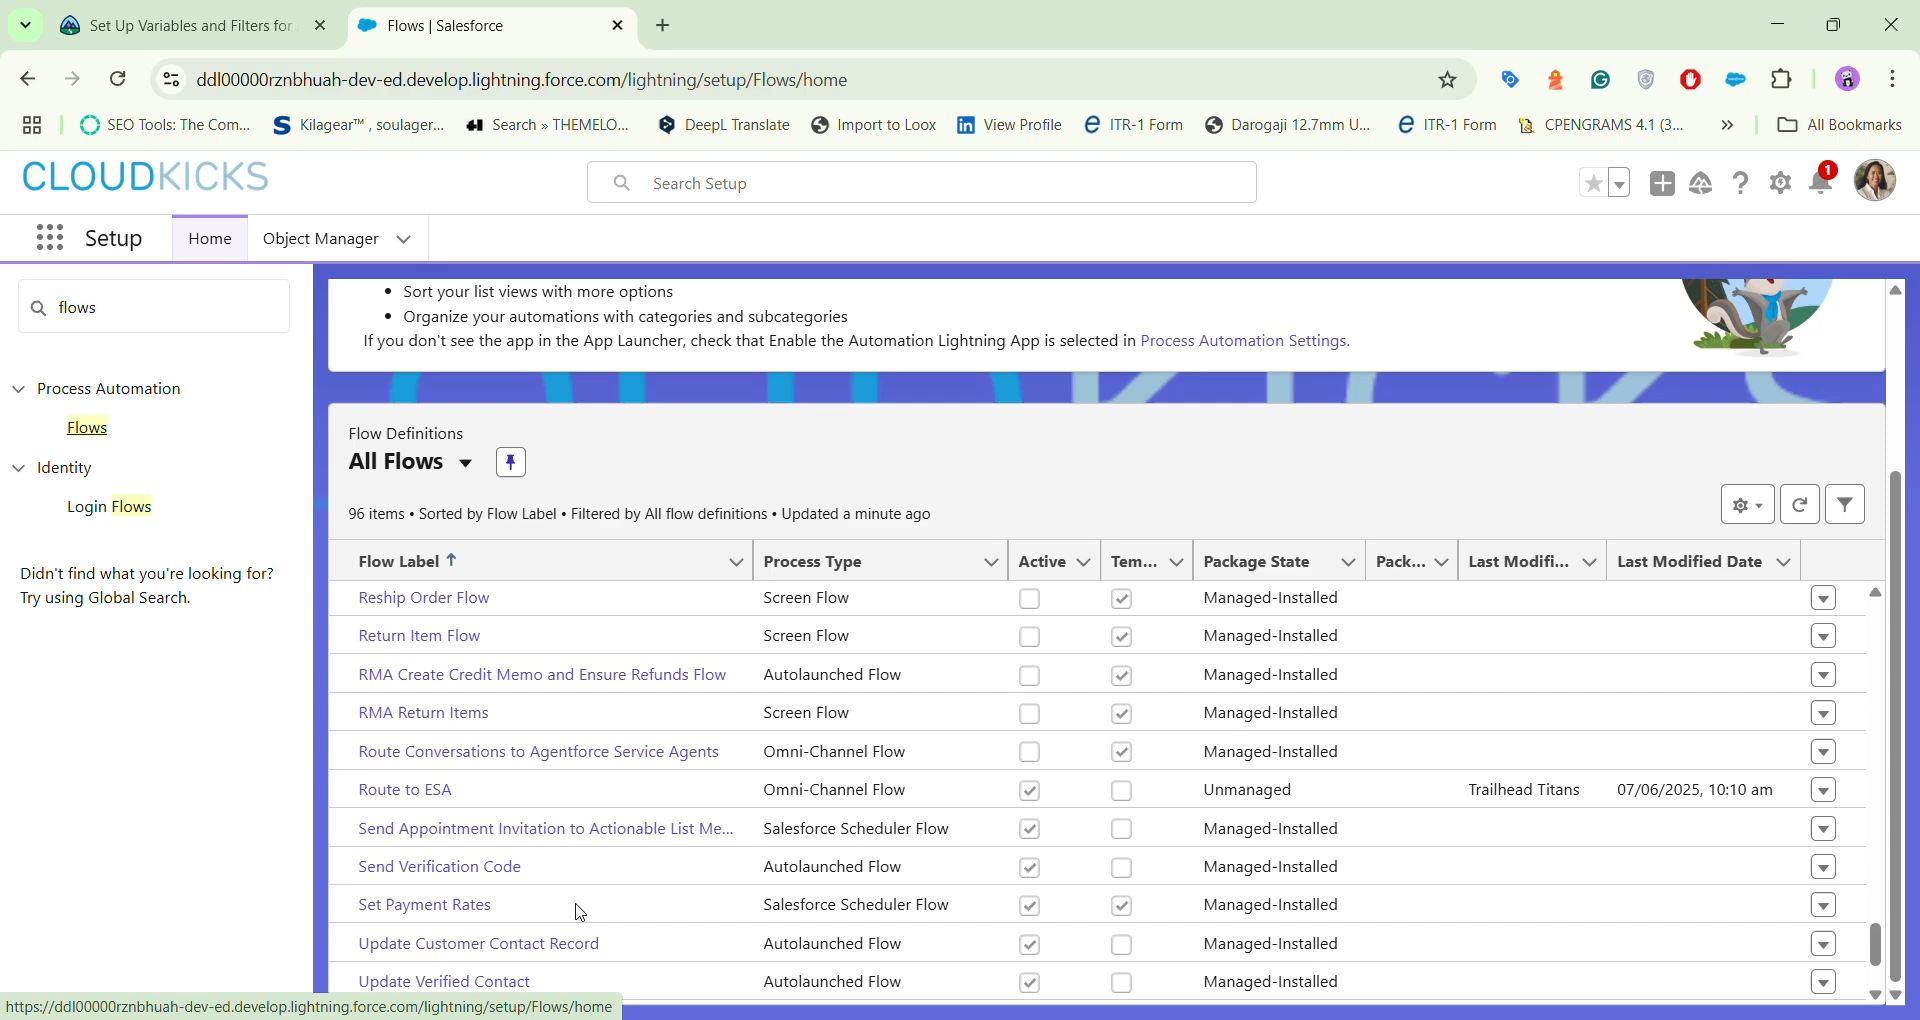 Set Up Variables and Filters for
Flows | Salesforce
ddl00000rznbhuah-dev-ed.develop.lightning.force.com/lightning/setup/Flows/home
SEO Tools: The Com... Kilagear™ , soulager... Search » THEMELO... DeepL Translate Import to Loox View Profile ITR-1 Form Darogaji 12.7mm U... ITR-1 Form CPENGRAMS 4.1 (3... » All Bookmarks
CLOUDKICKS
Search Setup
1
Setup Home Object Manager
flows
Process Automation
Flows
Identity
Login Flows
Didn't find what you're looking for?
Try using Global Search.
• Sort your list views with more options
• Organize your automations with categories and subcategories
If you don't see the app in the App Launcher, check that Enable the Automation Lightning App is selected in Process Automation Settings.
Flow Definitions
All Flows
96 items • Sorted by Flow Label • Filtered by All flow definitions • Updated a minute ago
Flow Label ↑ Process Type Active Tem... Package State Pack... Last Modifi... Last Modified Date
Reship Order Flow Screen Flow Managed-Installed
Return Item Flow Screen Flow Managed-Installed
RMA Create Credit Memo and Ensure Refunds Flow Autolaunched Flow Managed-Installed
RMA Return Items Screen Flow Managed-Installed
Route Conversations to Agentforce Service Agents Omni-Channel Flow Managed-Installed
Route to ESA Omni-Channel Flow Unmanaged Trailhead Titans 07/06/2025, 10:10 am
Send Appointment Invitation to Actionable List Me... Salesforce Scheduler Flow Managed-Installed
Send Verification Code Autolaunched Flow Managed-Installed
Set Payment Rates Salesforce Scheduler Flow Managed-Installed
Update Customer Contact Record Autolaunched Flow Managed-Installed
Update Verified Contact Autolaunched Flow Managed-Installed
https://ddl00000rznbhuah-dev-ed.develop.lightning.force.com/lightning/setup/Flows/home